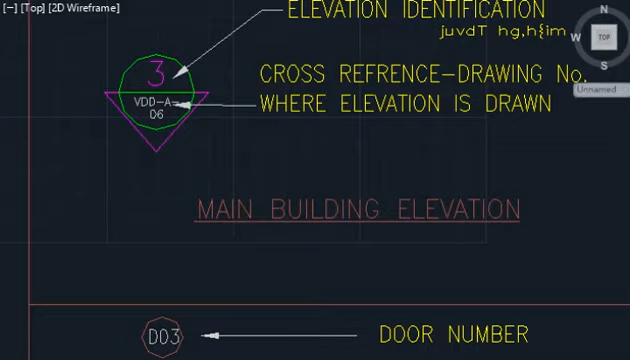 [−] [Top] [2D Wireframe]
ELEVATION IDENTIFICATION
juvdT hg,h{im
N
W
TOP
S
Unnamed
3
VDD-A-
D6
CROSS REFRENCE-DRAWING No.
WHERE ELEVATION IS DRAWN
MAIN BUILDING ELEVATION
D03
DOOR NUMBER